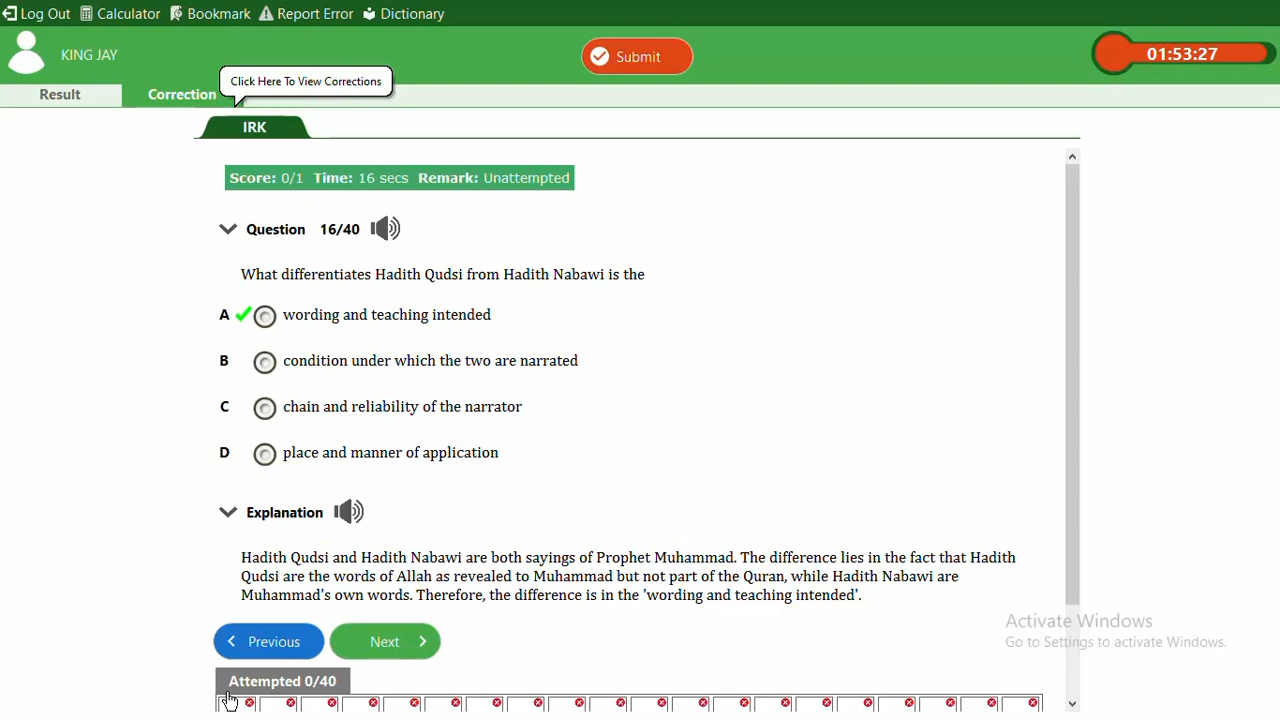 Log Out Calculator Bookmark Report Error Dictionary
KING JAY
Submit
01:53:27
Click Here To View Corrections
Result Correction
IRK
Score: 0/1 Time: 16 secs Remark: Unattempted
Question 16/40
What differentiates Hadith Qudsi from Hadith Nabawi is the
A wording and teaching intended
B condition under which the two are narrated
C chain and reliability of the narrator
D place and manner of application
Explanation
Hadith Qudsi and Hadith Nabawi are both sayings of Prophet Muhammad. The difference lies in the fact that Hadith
Qudsi are the words of Allah as revealed to Muhammad but not part of the Quran, while Hadith Nabawi are
Muhammad's own words. Therefore, the difference is in the 'wording and teaching intended'.
Previous Next
Activate Windows
Go to Settings to activate Windows.
Attempted 0/40